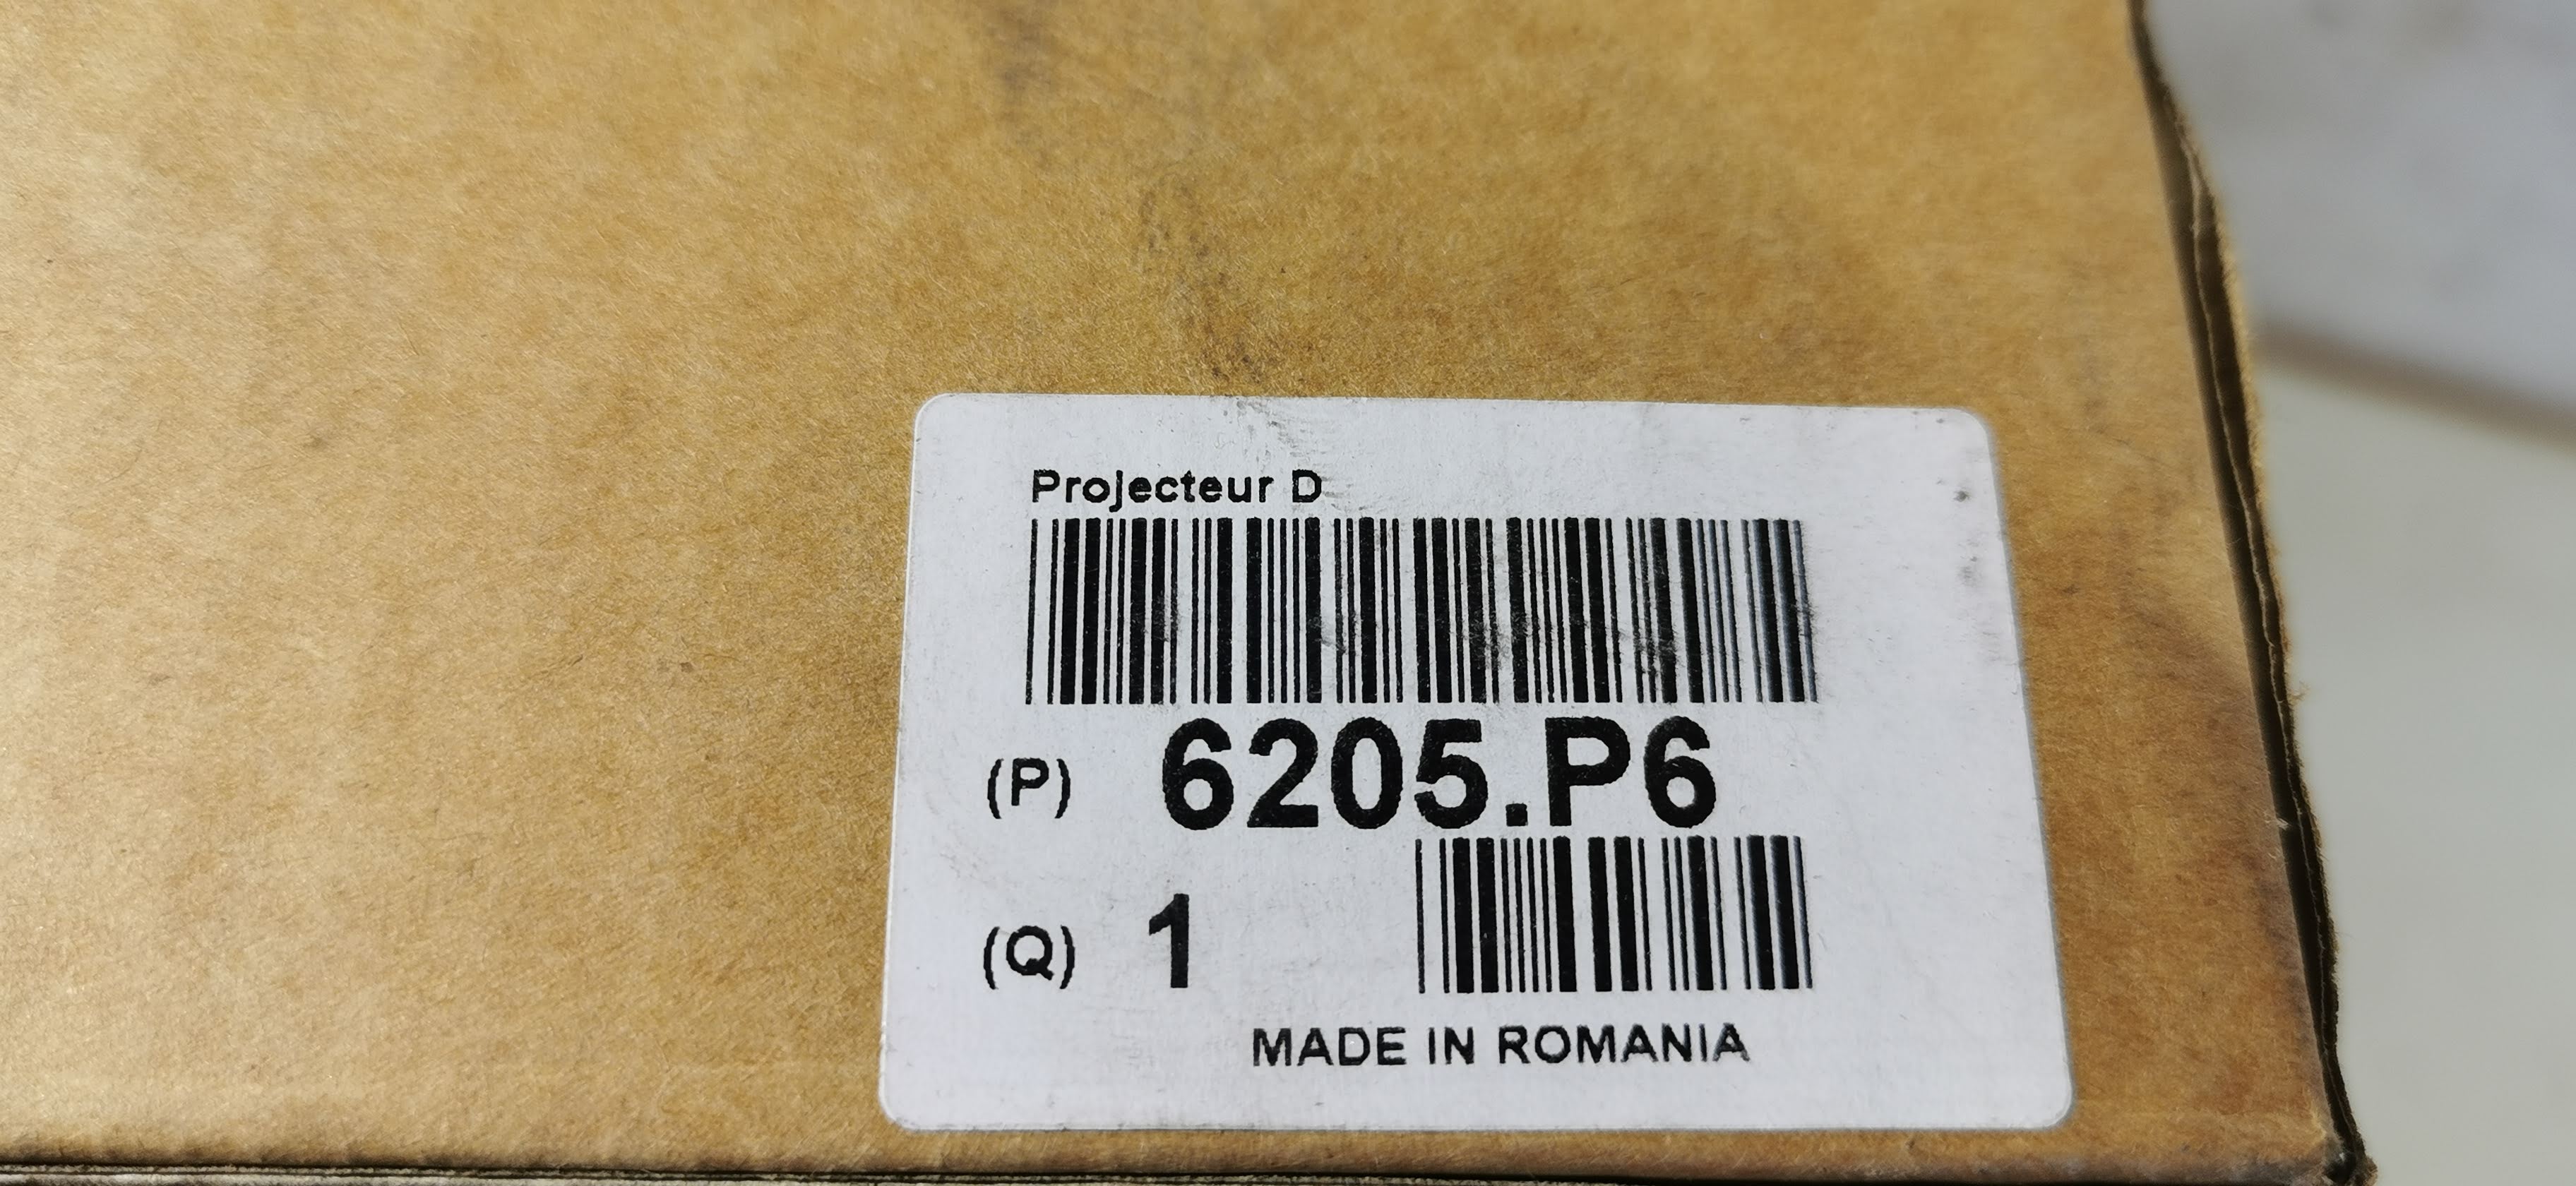 Projecteur D
(P) 6205.P6
(Q) 1
MADE IN ROMANIA